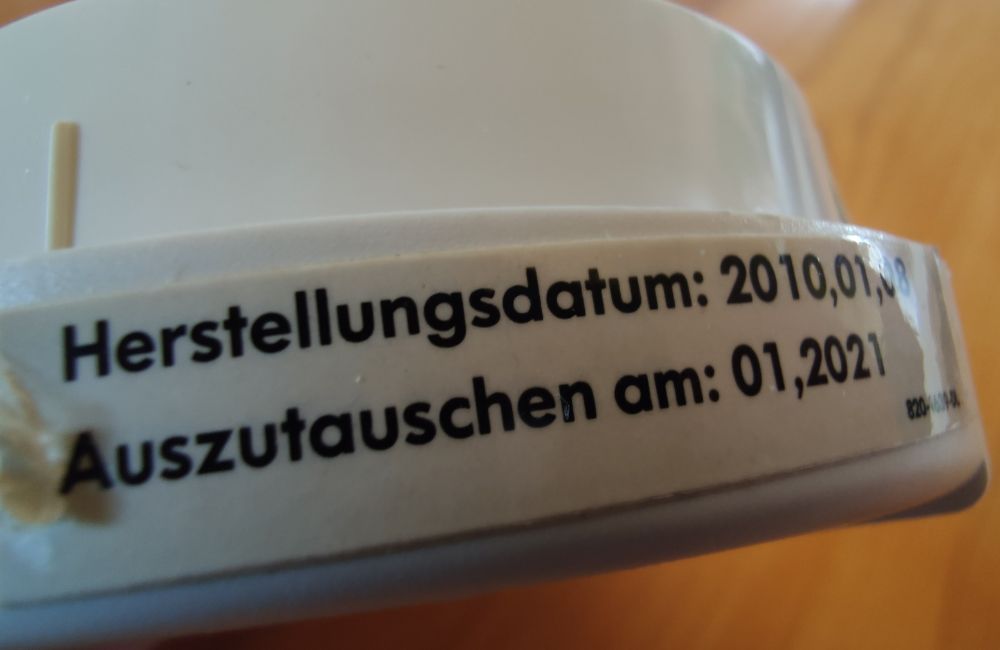 Herstellungsdatum: 2010,01,08
Auszutauschen am: 01,2021